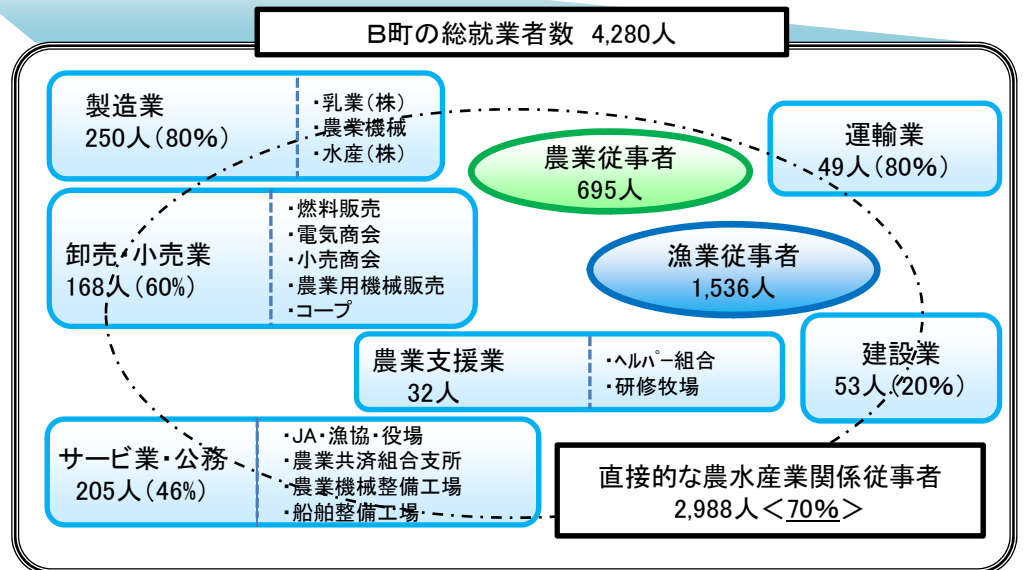 B町の総就業者数 4,280人
製造業
250人(80%)
・乳業(株)
・農業機械
・水産(株)
農業従事者
695人
運輸業
49人(80%)
卸売・小売業
168人(60%)
・燃料販売
・電気商会
・小売商会
・農業用機械販売
・コープ
漁業従事者
1,536人
農業支援業
32人
・ヘルパー組合
・研修牧場
建設業
53人(20%)
サービ業・公務
205人(46%)
・JA・漁協・役場
・農業共済組合支所
・農業機械整備工場
・船舶整備工場
直接的な農水産業関係従事者
2,988人<70%>